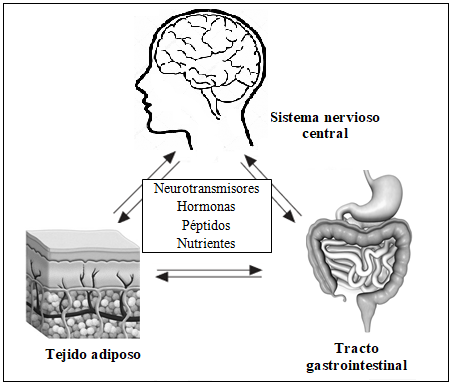 Sistema nervioso
central
Neurotransmisores
Hormonas
Péptidos
Nutrientes
Tejido adiposo
Tracto
gastrointestinal